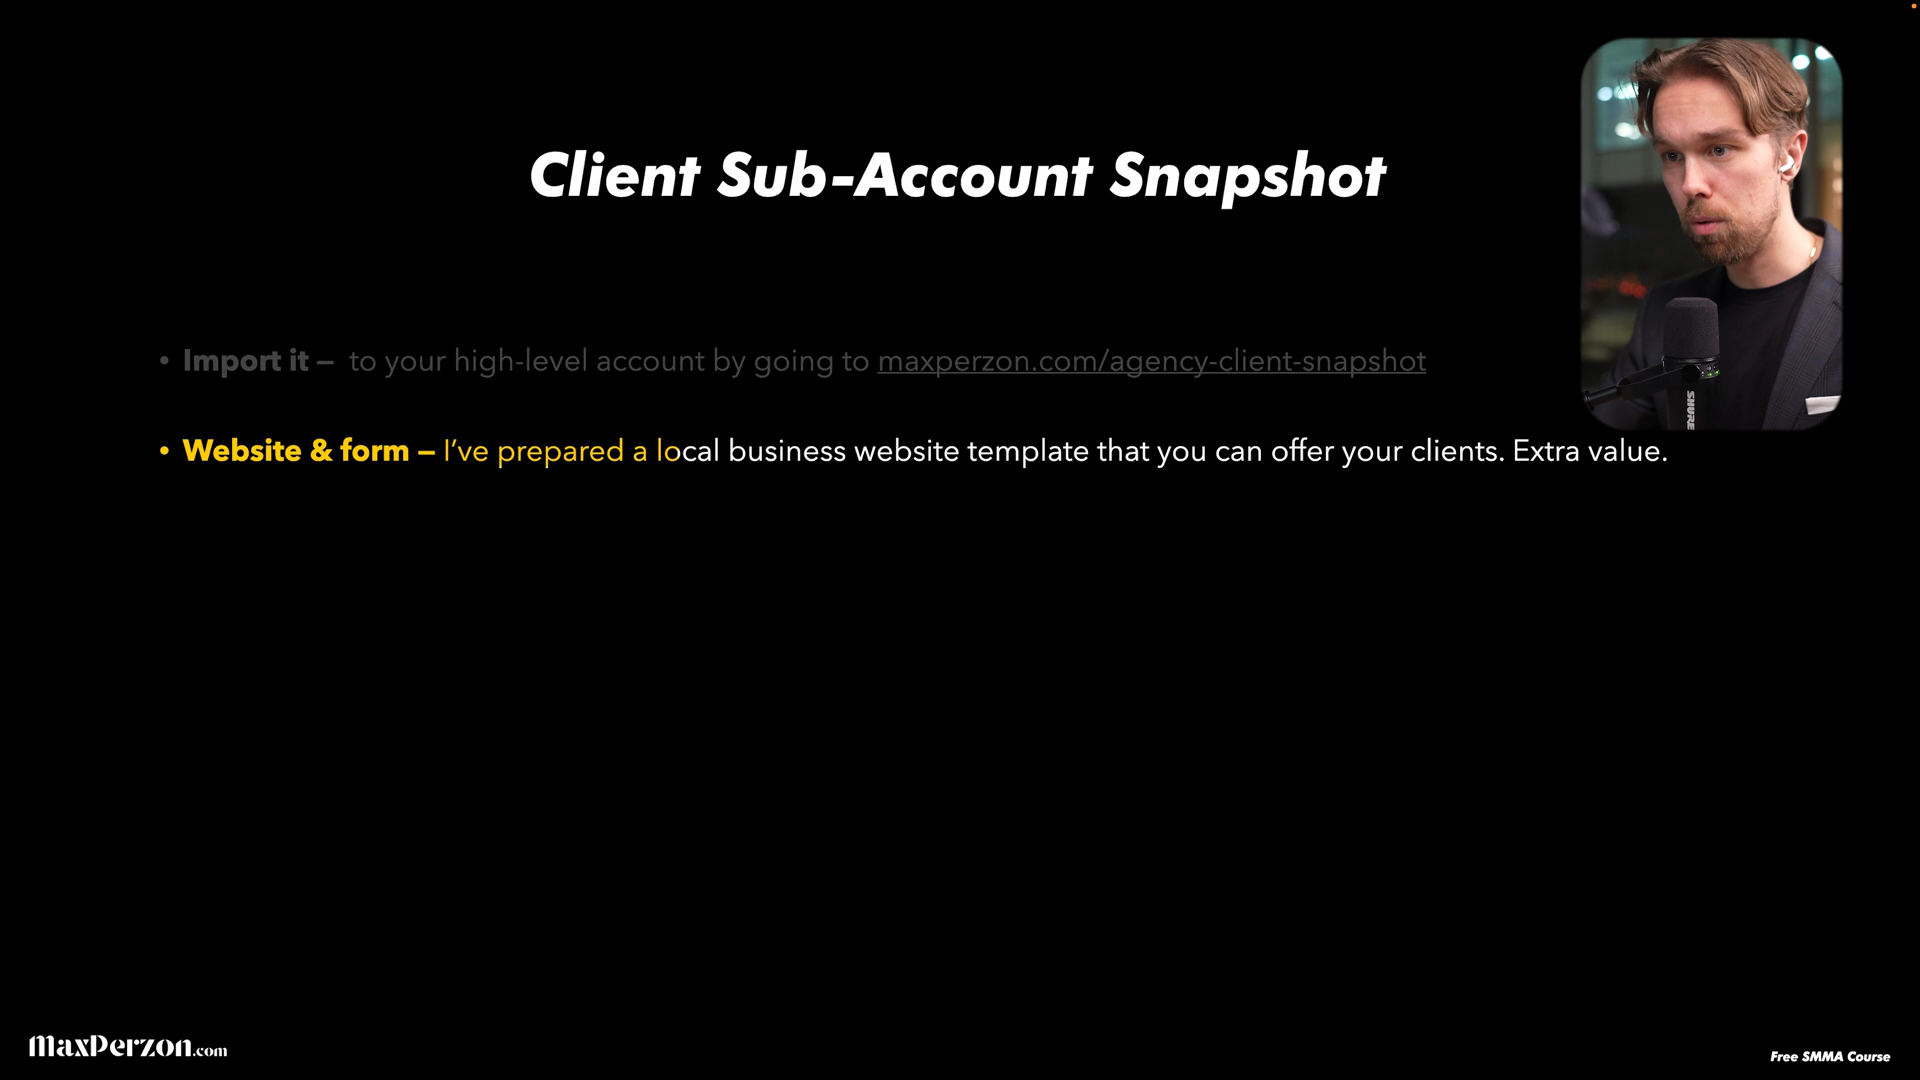 Client Sub-Account Snapshot
• Import it – to your high-level account by going to maxperzon.com/agency-client-snapshot
• Website & form – I’ve prepared a local business website template that you can offer your clients. Extra value.
SHURE
MaxPerzon.com
Free SMMA Course